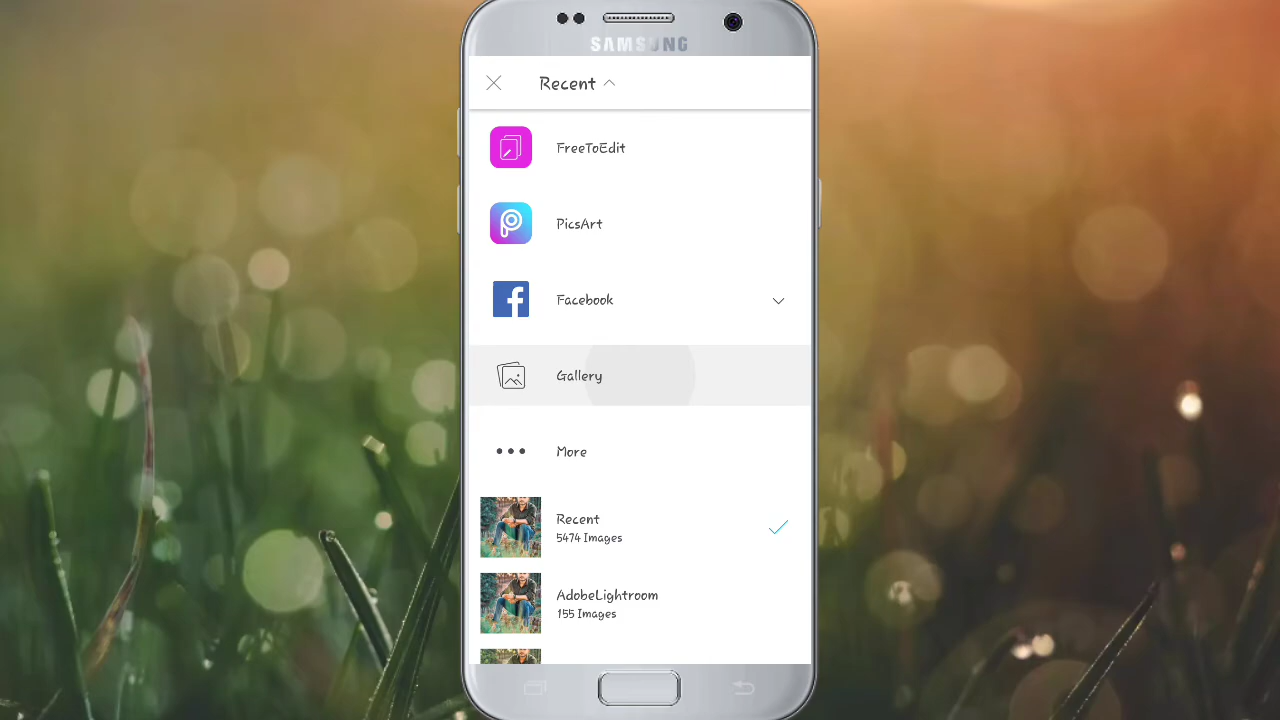 SAMSUNG
Recent
FreeToEdit
PicsArt
Facebook
Gallery
More
Recent
5474 Images
AdobeLightroom
155 Images